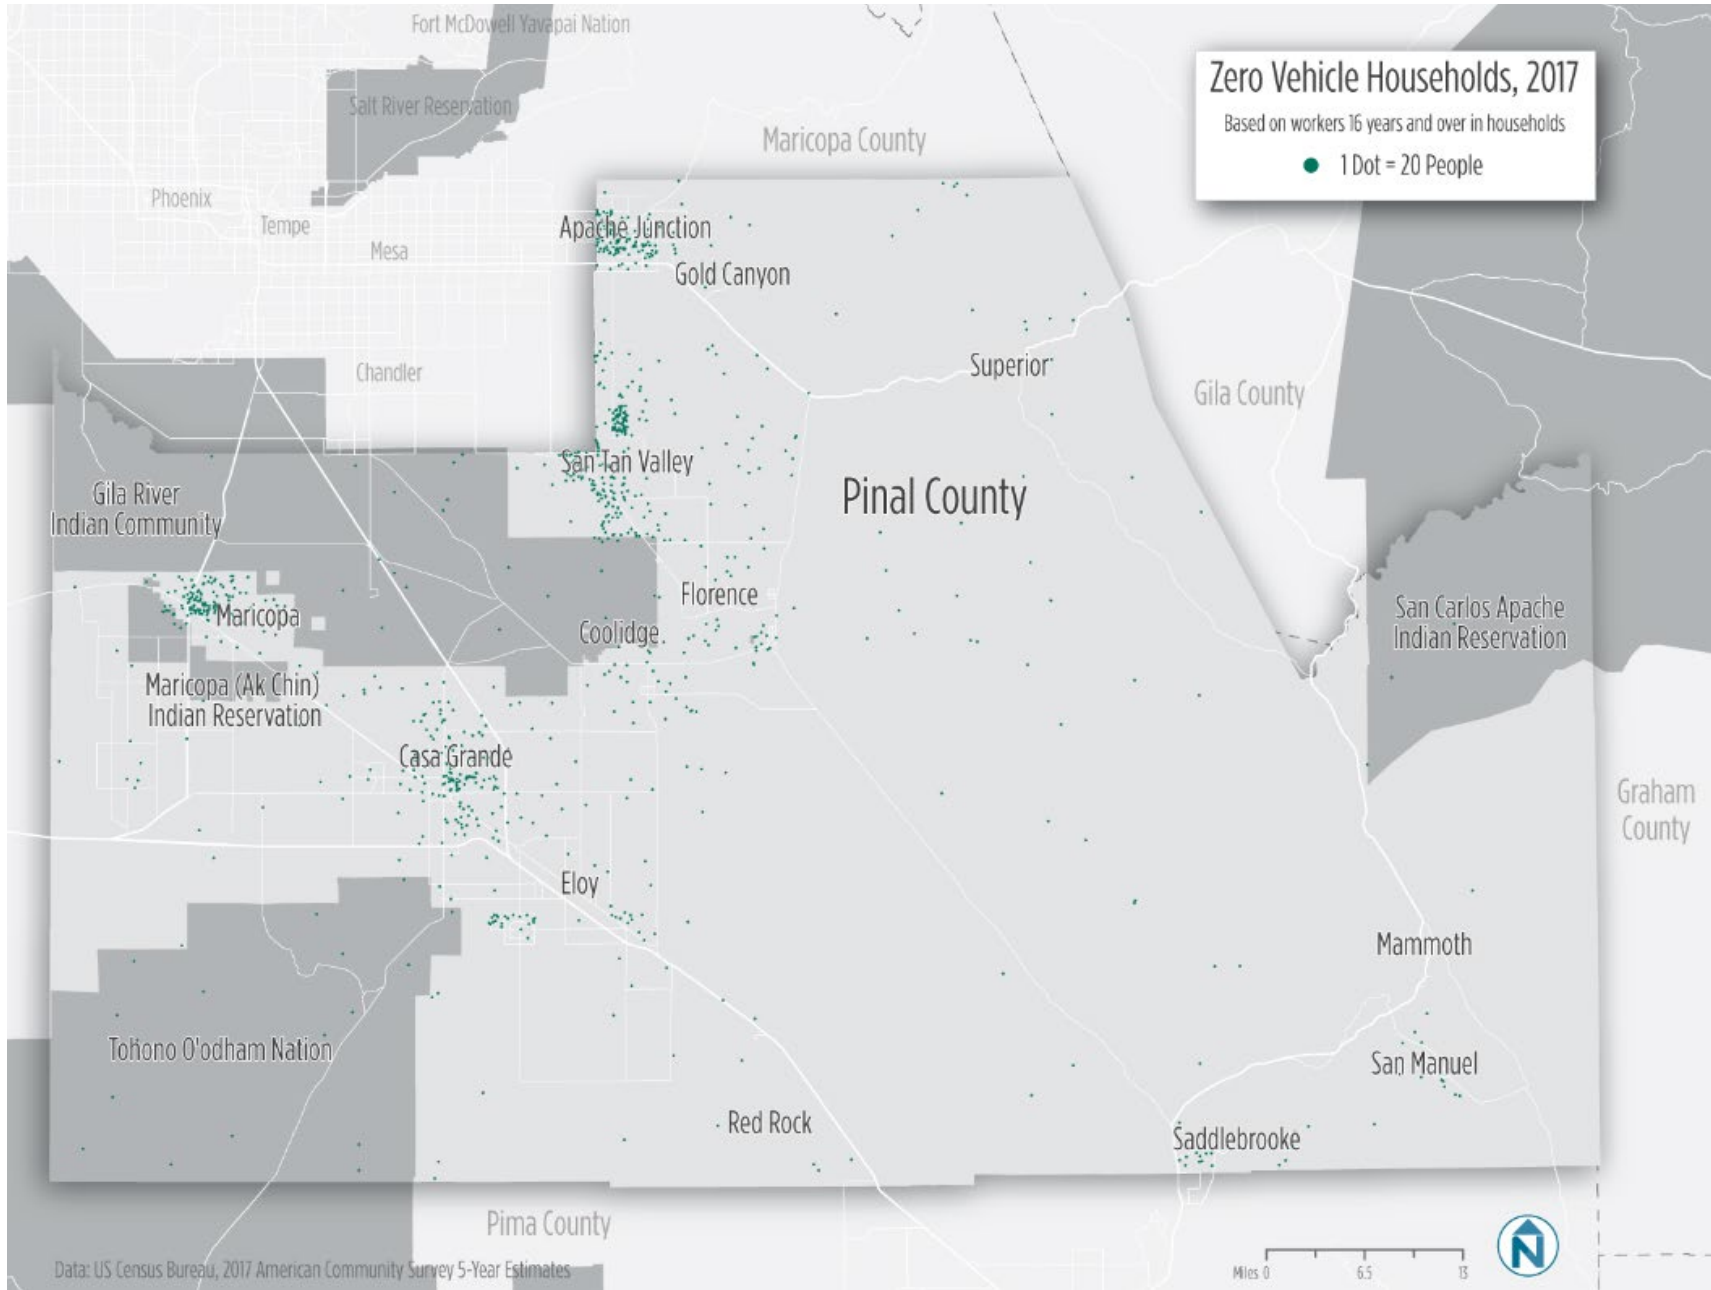 Fort McDowell Yavapai Nation
Zero Vehicle Households, 2017
Based on workers 16 years and over in households
1 Dot = 20 People
Salt River Reservation
Maricopa County
Phoenix
Tempe
Mesa
Apache Junction
Gold Canyon
Chandler
Superior
Gila County
San Tan Valley
Pinal County
Gila River
Indian Community
Maricopa
Florence
Coolidge
San Carlos Apache
Indian Reservation
Maricopa (Ak Chin)
Indian Reservation
Casa Grande
Graham
County
Eloy
Mammoth
Tohono O'odham Nation
San Manuel
Red Rock
Saddlebrooke
Pima County
N
Miles 0 6.5 13
Data: US Census Bureau, 2017 American Community Survey 5-Year Estimates